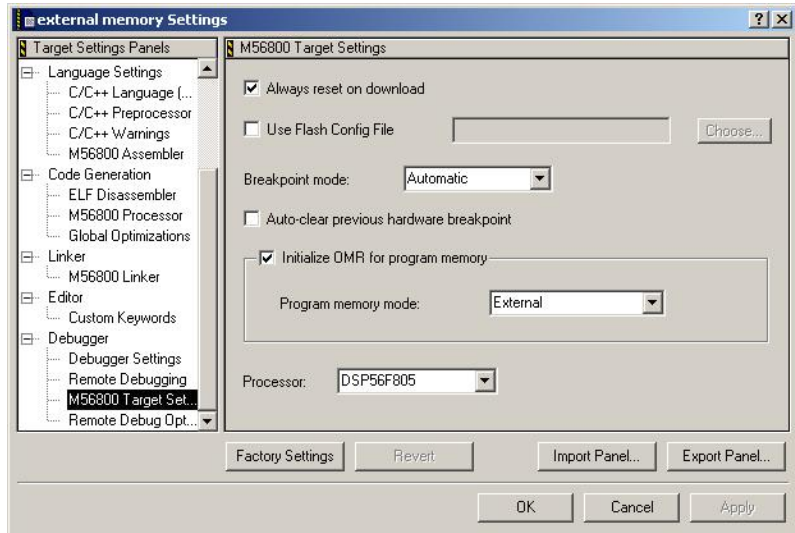 external memory Settings
Target Settings Panels
Language Settings
C/C++ Language (...
C/C++ Preprocessor
C/C++ Warnings
M56800 Assembler
Code Generation
ELF Disassembler
M56800 Processor
Global Optimizations
Linker
M56800 Linker
Editor
Custom Keywords
Debugger
Debugger Settings
Remote Debugging
M56800 Target Set...
Remote Debug Opt...
M56800 Target Settings
Always reset on download
Use Flash Config File
Choose...
Breakpoint mode: Automatic
Auto-clear previous hardware breakpoint
Initialize OMR for program memory
Program memory mode: External
Processor: DSP56F805
Factory Settings Revert Import Panel... Export Panel...
OK Cancel Apply